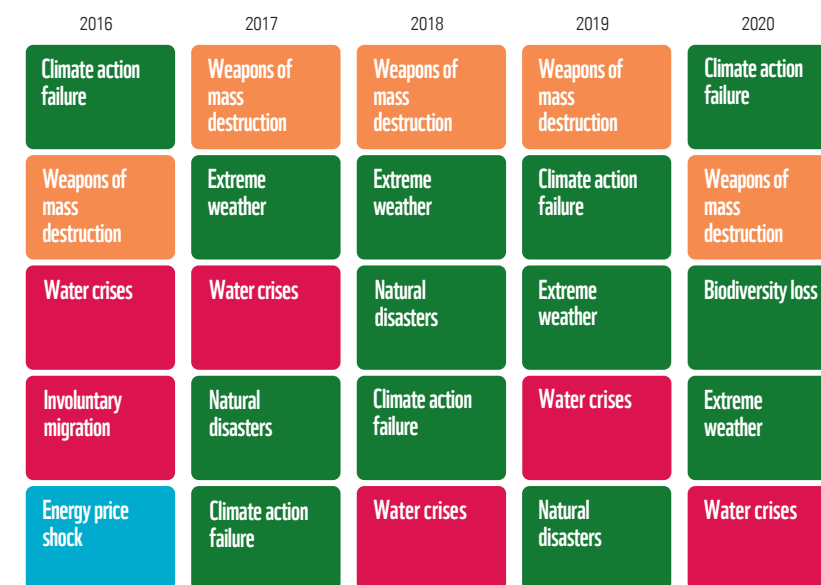 2016
2017
2018
2019
2020
Climate action
failure
Weapons of
mass
destruction
Weapons of
mass
destruction
Weapons of
mass
destruction
Climate action
failure
Weapons of
mass
destruction
Extreme
weather
Extreme
weather
Climate action
failure
Weapons of
mass
destruction
Water crises
Water crises
Natural
disasters
Extreme
weather
Biodiversity loss
Involuntary
migration
Natural
disasters
Climate action
failure
Water crises
Extreme
weather
Energy price
shock
Climate action
failure
Water crises
Natural
disasters
Water crises